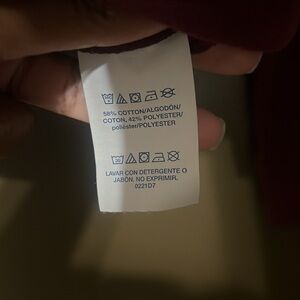 58% COTTON/ALGODÓN/
COTON, 42% POLYESTER/
poliéster/POLYESTER
LAVAR CON DETERGENTE O
JABÓN, NO EXPRIMIR.
0221D7